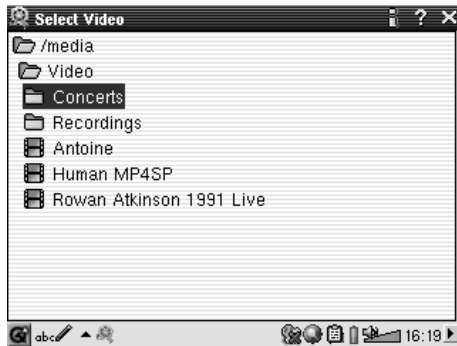 Select Video
/media
Video
Concerts
Recordings
Antoine
Human MP4SP
Rowan Atkinson 1991 Live
abc 16:19